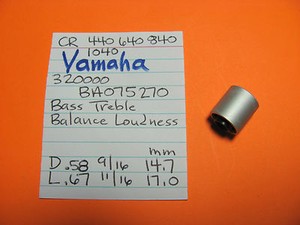 CR 440 640 840
1040
Yamaha
320000
BA075270
Bass Treble
Balance Loudness
mm
D .58 9/16 14.7
L .67 11/16 17.0